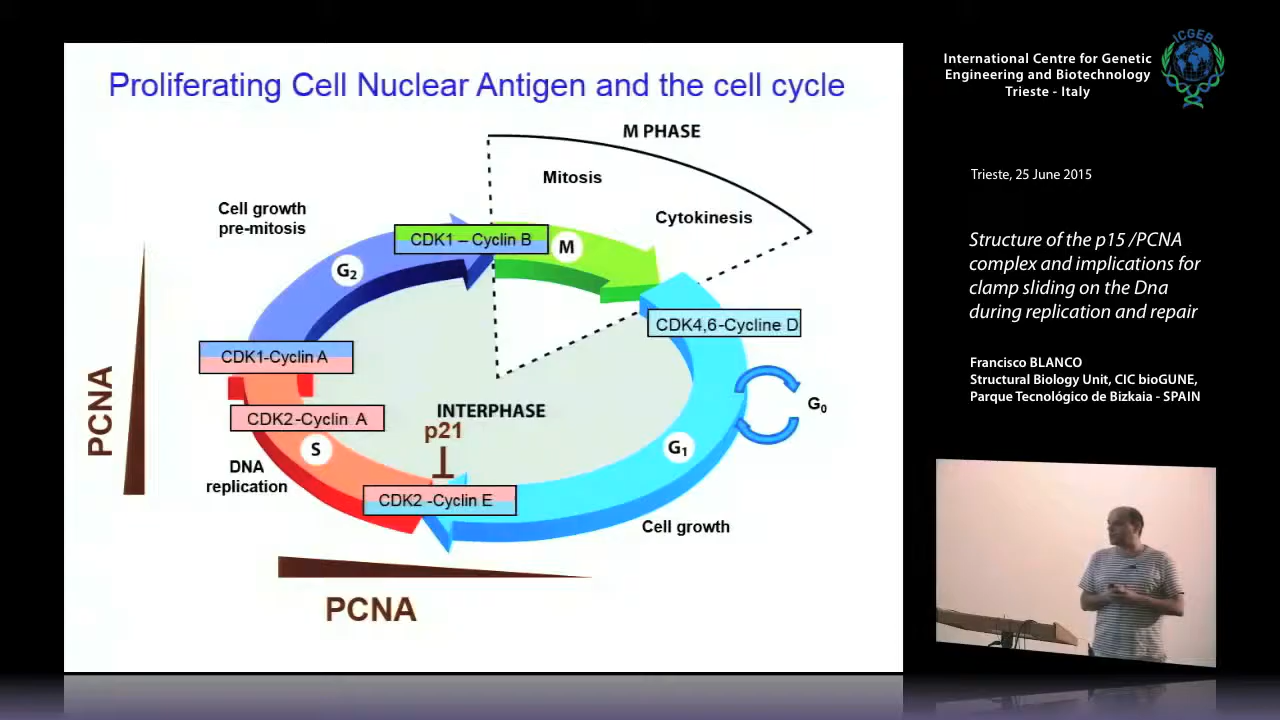 Proliferating Cell Nuclear Antigen and the cell cycle
M PHASE
Mitosis
Cytokinesis
Cell growth
pre-mitosis
CDK1 – Cyclin B
M
G2
CDK4,6-Cycline D
CDK1-Cyclin A
G0
CDK2-Cyclin A
INTERPHASE
p21
PCNA
S
G1
DNA
replication
CDK2 -Cyclin E
Cell growth
PCNA
ICGEB
International Centre for Genetic
Engineering and Biotechnology
Trieste - Italy
Trieste, 25 June 2015
Structure of the p15 /PCNA
complex and implications for
clamp sliding on the Dna
during replication and repair
Francisco BLANCO
Structural Biology Unit, CIC bioGUNE,
Parque Tecnológico de Bizkaia - SPAIN